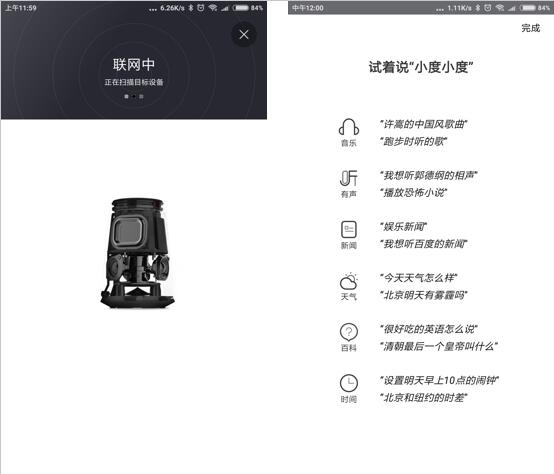 上午11:59
6.26K/s
84%
联网中
正在扫描目标设备
中午12:00
1.11K/s
84%
完成
试着说“小度小度”
音乐
“许嵩的中国风歌曲”
“跑步时听的歌”
有声
“我想听郭德纲的相声”
“播放恐怖小说”
新闻
“娱乐新闻”
“我想听百度的新闻”
天气
“今天天气怎么样”
“北京明天有雾霾吗”
百科
“很好吃的英语怎么说”
“清朝最后一个皇帝叫什么”
时间
“设置明天早上10点的闹钟”
“北京和纽约的时差”